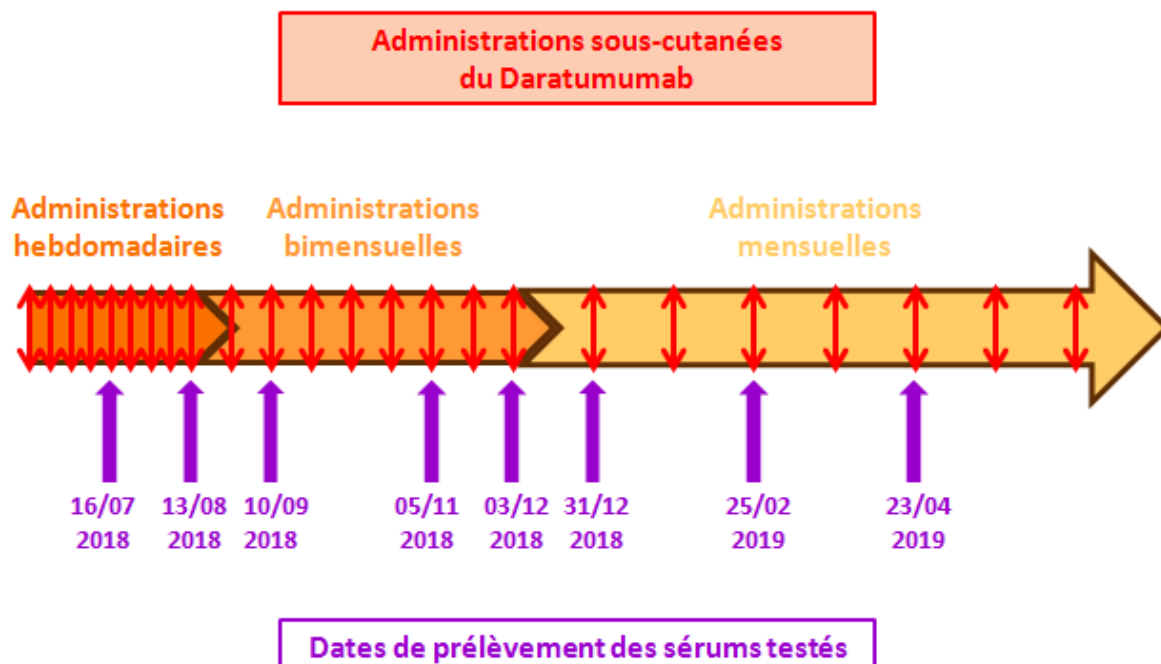 Administrations sous-cutanées
du Daratumumab
Administrations
hebdomadaires
Administrations
bimensuelles
Administrations
mensuelles
16/07
2018
13/08
2018
10/09
2018
05/11
2018
03/12
2018
31/12
2018
25/02
2019
23/04
2019
Dates de prélèvement des sérums testés